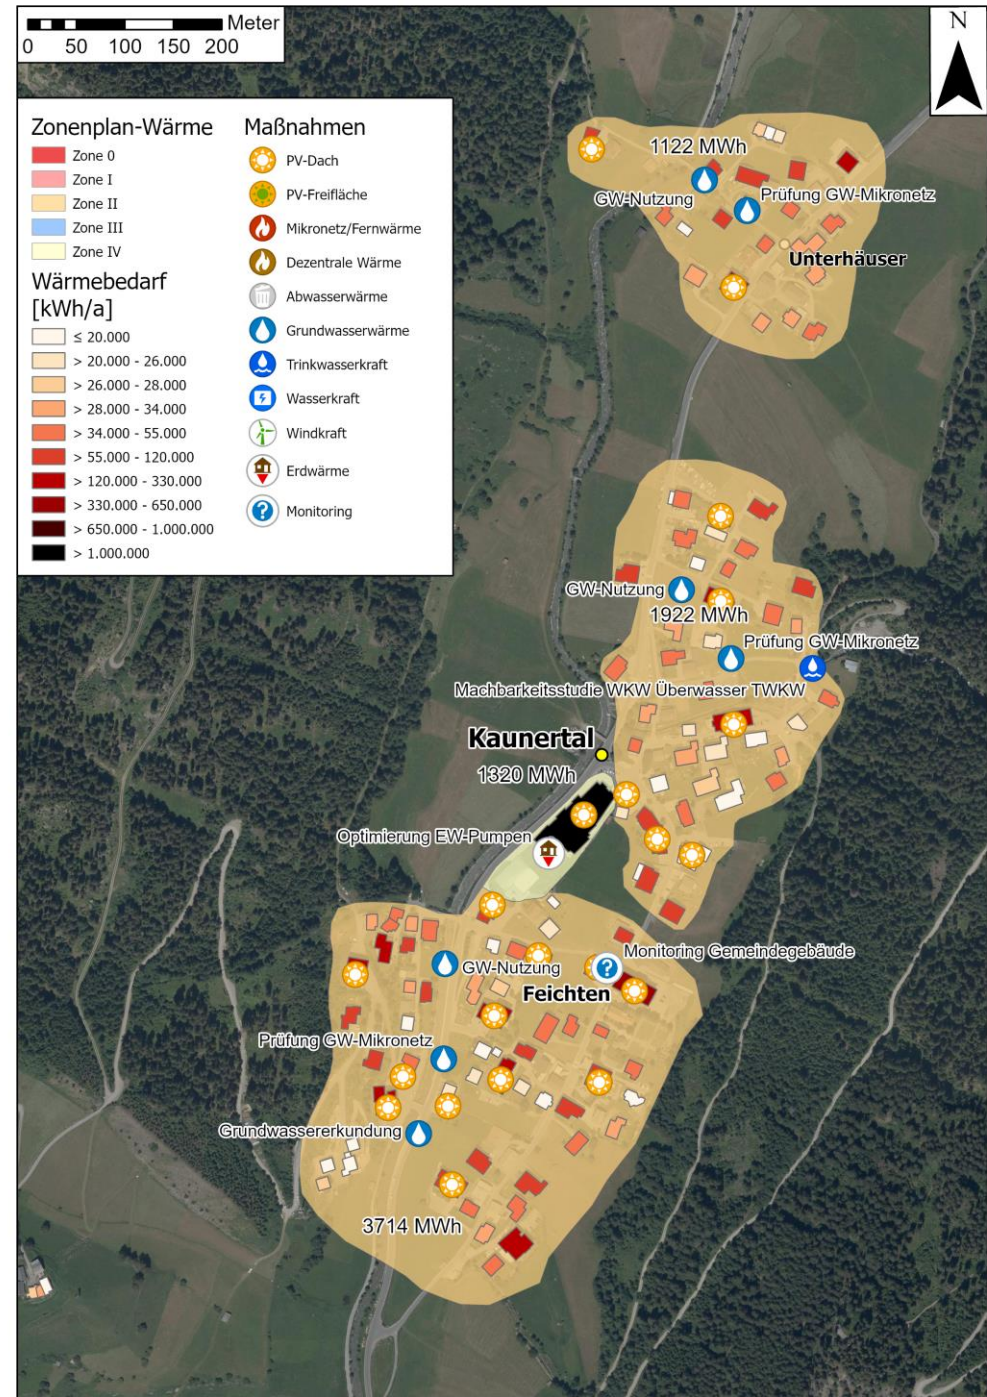 Meter
0 50 100 150 200
N
Zonenplan-Wärme
Zone 0
Zone I
Zone II
Zone III
Zone IV
Wärmebedarf
[kWh/a]
≤ 20.000
> 20.000 - 26.000
> 26.000 - 28.000
> 28.000 - 34.000
> 34.000 - 55.000
> 55.000 - 120.000
> 120.000 - 330.000
> 330.000 - 650.000
> 650.000 - 1.000.000
> 1.000.000
Maßnahmen
PV-Dach
PV-Freifläche
Mikronetz/Fernwärme
Dezentrale Wärme
Abwasserwärme
Grundwasserwärme
Trinkwasserkraft
Wasserkraft
Windkraft
Erdwärme
? Monitoring
1122 MWh
GW-Nutzung
Prüfung GW-Mikronetz
Unterhäuser
GW-Nutzung
1922 MWh
Prüfung GW-Mikronetz
Machbarkeitsstudie WKW Überwasser TWKW
Kaunertal
1320 MWh
Optimierung EW-Pumpen
Monitoring Gemeindegebäude
?
GW-Nutzung
Feichten
Prüfung GW-Mikronetz
Grundwassererkundung
3714 MWh